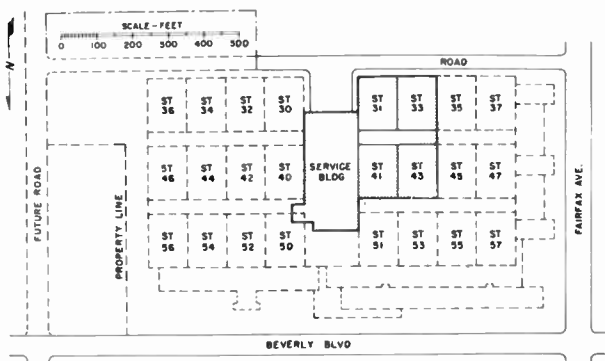 SCALE-FEET
0 100 200 300 400 500
N
ROAD
ST 36
ST 34
ST 32
ST 30
ST 31
ST 33
ST 35
ST 37
SERVICE
BLDG
ST 46
ST 44
ST 42
ST 40
ST 41
ST 43
ST 45
ST 47
ST 56
ST 54
ST 52
ST 50
ST 51
ST 53
ST 55
ST 57
FUTURE ROAD
PROPERTY LINE
FAIRFAX AVE.
BEVERLY BLVD